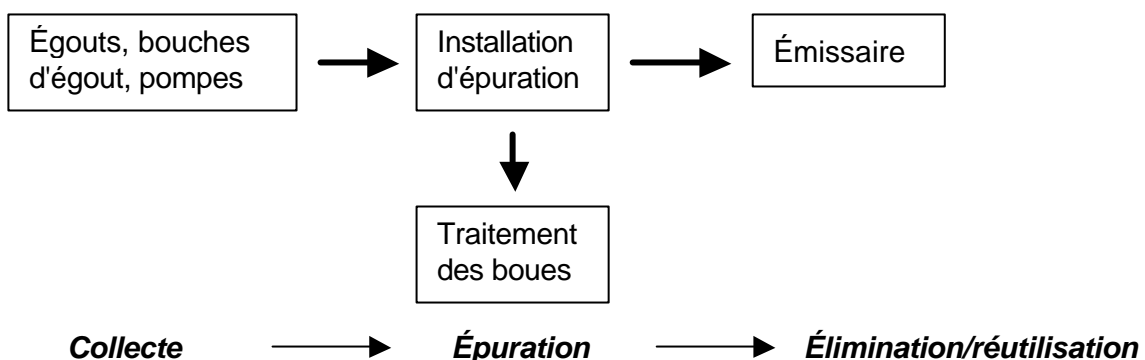 Égouts, bouches
d'égout, pompes
Installation
d'épuration
Émissaire
Traitement
des boues
Collecte
Épuration
Élimination/réutilisation